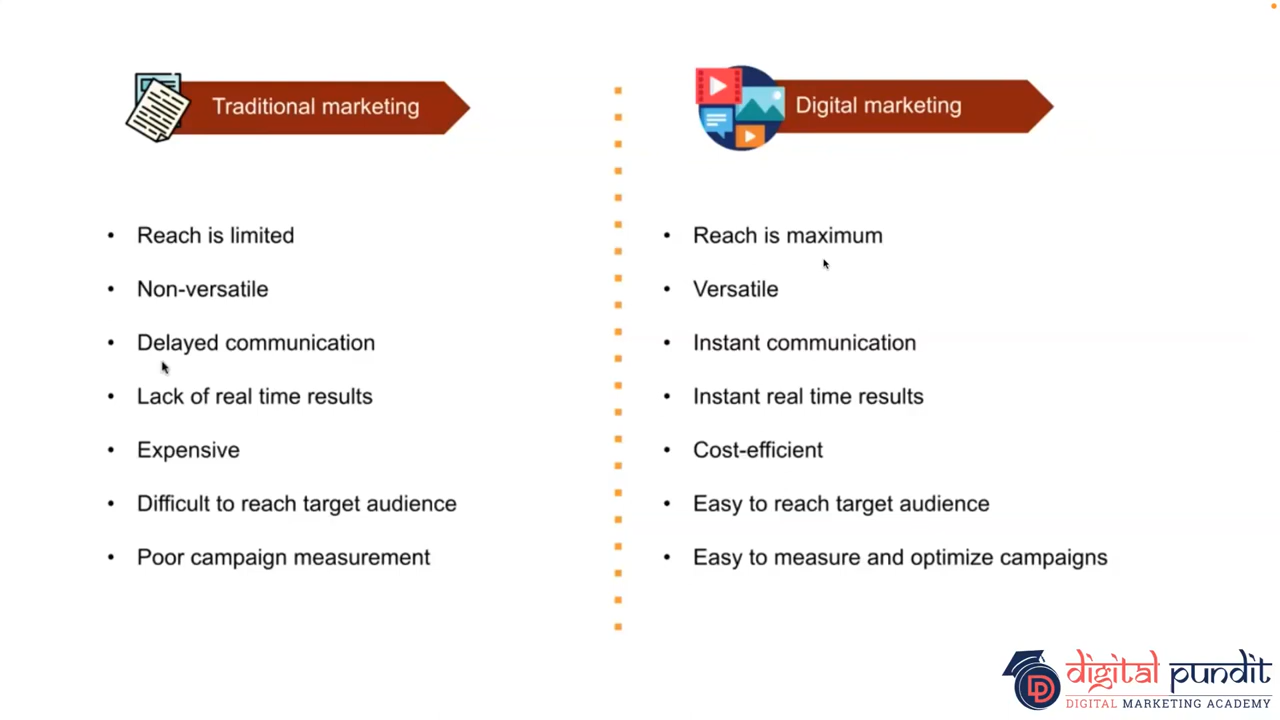 Traditional marketing
Reach is limited
Non-versatile
Delayed communication
Lack of real time results
Expensive
Difficult to reach target audience
Poor campaign measurement
Digital marketing
Reach is maximum
Versatile
Instant communication
Instant real time results
Cost-efficient
Easy to reach target audience
Easy to measure and optimize campaigns
digital pundit
DIGITAL MARKETING ACADEMY